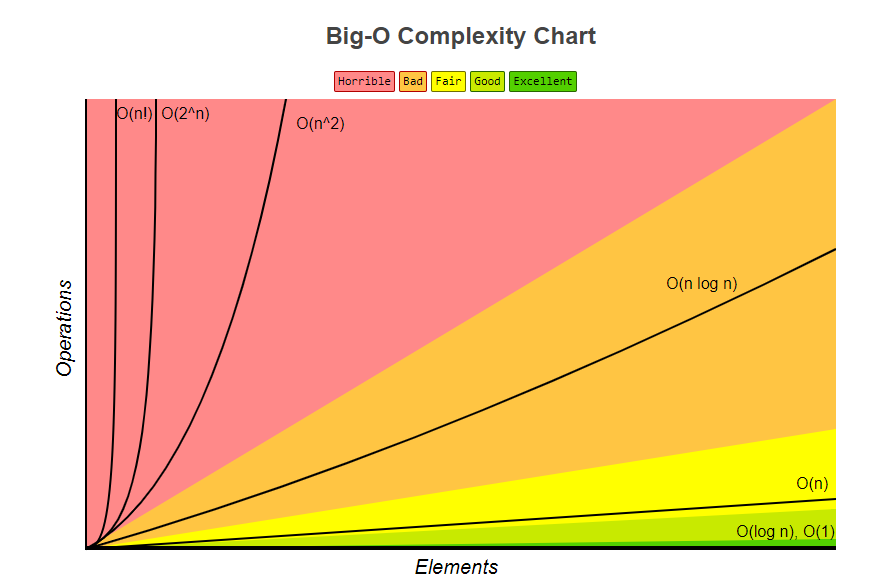 Big-O Complexity Chart
Horrible Bad Fair Good Excellent
O(n!) O(2^n)
O(n^2)
O(n log n)
Operations
O(n)
O(log n), O(1)
Elements